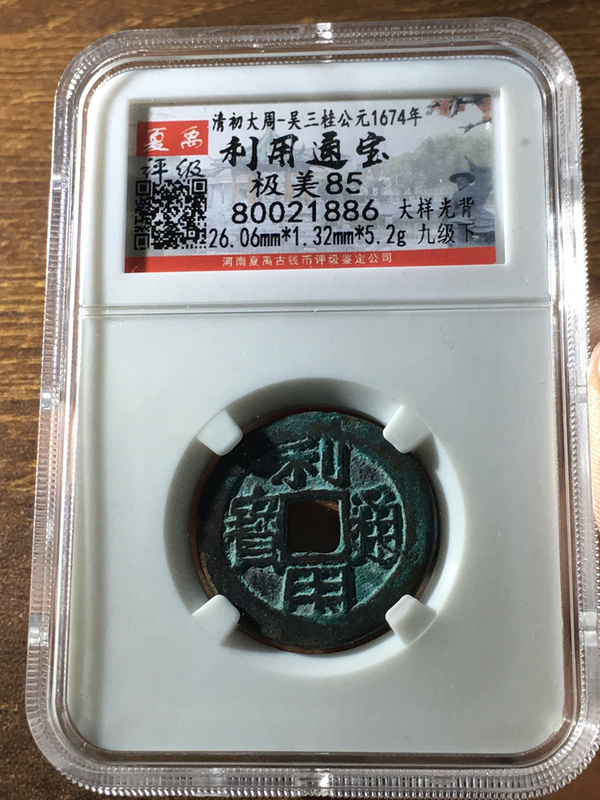 清初大周-吴三桂公元1674年
夏禹
评级
利用通宝
极美85
80021886 大样光背
26.06mm*1.32mm*5.2g 九级下
河南夏禹古钱币评级鉴定公司
利
寶 通
用